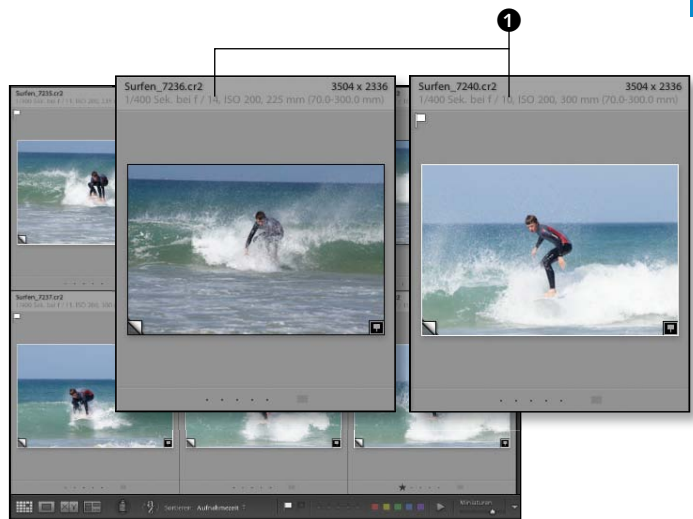 1
Surfen_7236.cr2 3504 x 2336
1/400 Sek. bei f / 14, ISO 200, 225 mm (70.0-300.0 mm)
Surfen_7240.cr2 3504 x 2336
1/400 Sek. bei f / 10, ISO 200, 300 mm (70.0-300.0 mm)
Surfen_7235.cr2
Surfen_7237.cr2
Sortieren: Aufnahmezeit
Miniaturen